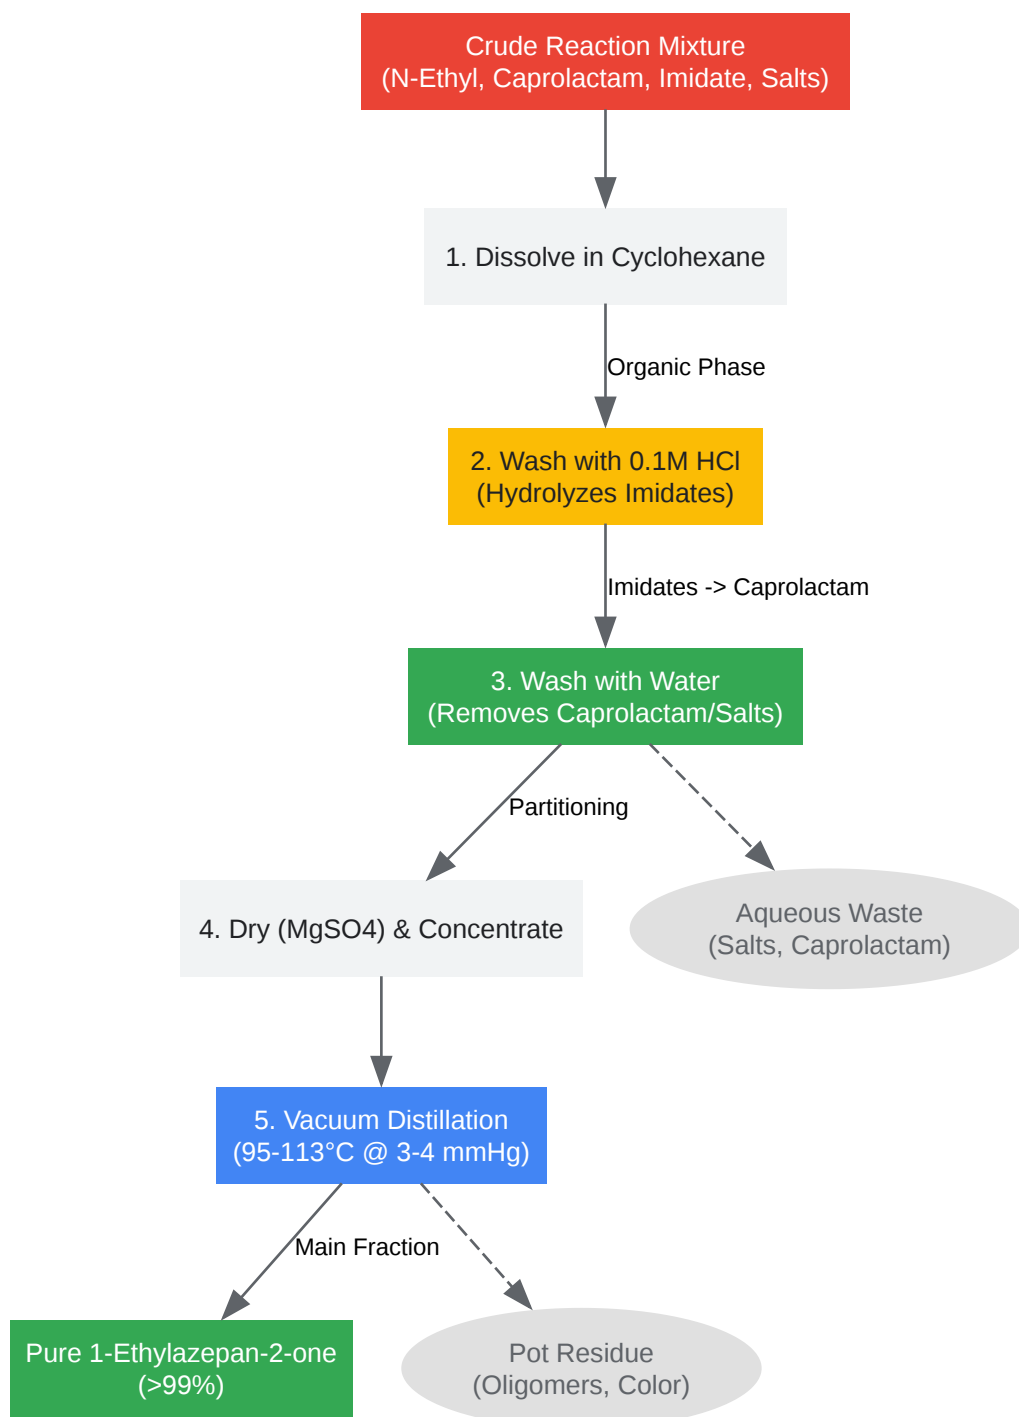 Crude Reaction Mixture
(N-Ethyl, Caprolactam, Imidate, Salts)
1. Dissolve in Cyclohexane
Organic Phase
2. Wash with 0.1M HCl
(Hydrolyzes Imidates)
Imidates -> Caprolactam
3. Wash with Water
(Removes Caprolactam/Salts)
Partitioning
4. Dry (MgSO4) & Concentrate
Aqueous Waste
(Salts, Caprolactam)
5. Vacuum Distillation
(95-113°C @ 3-4 mmHg)
Main Fraction
Pure 1-Ethylazepan-2-one
(>99%)
Pot Residue
(Oligomers, Color)